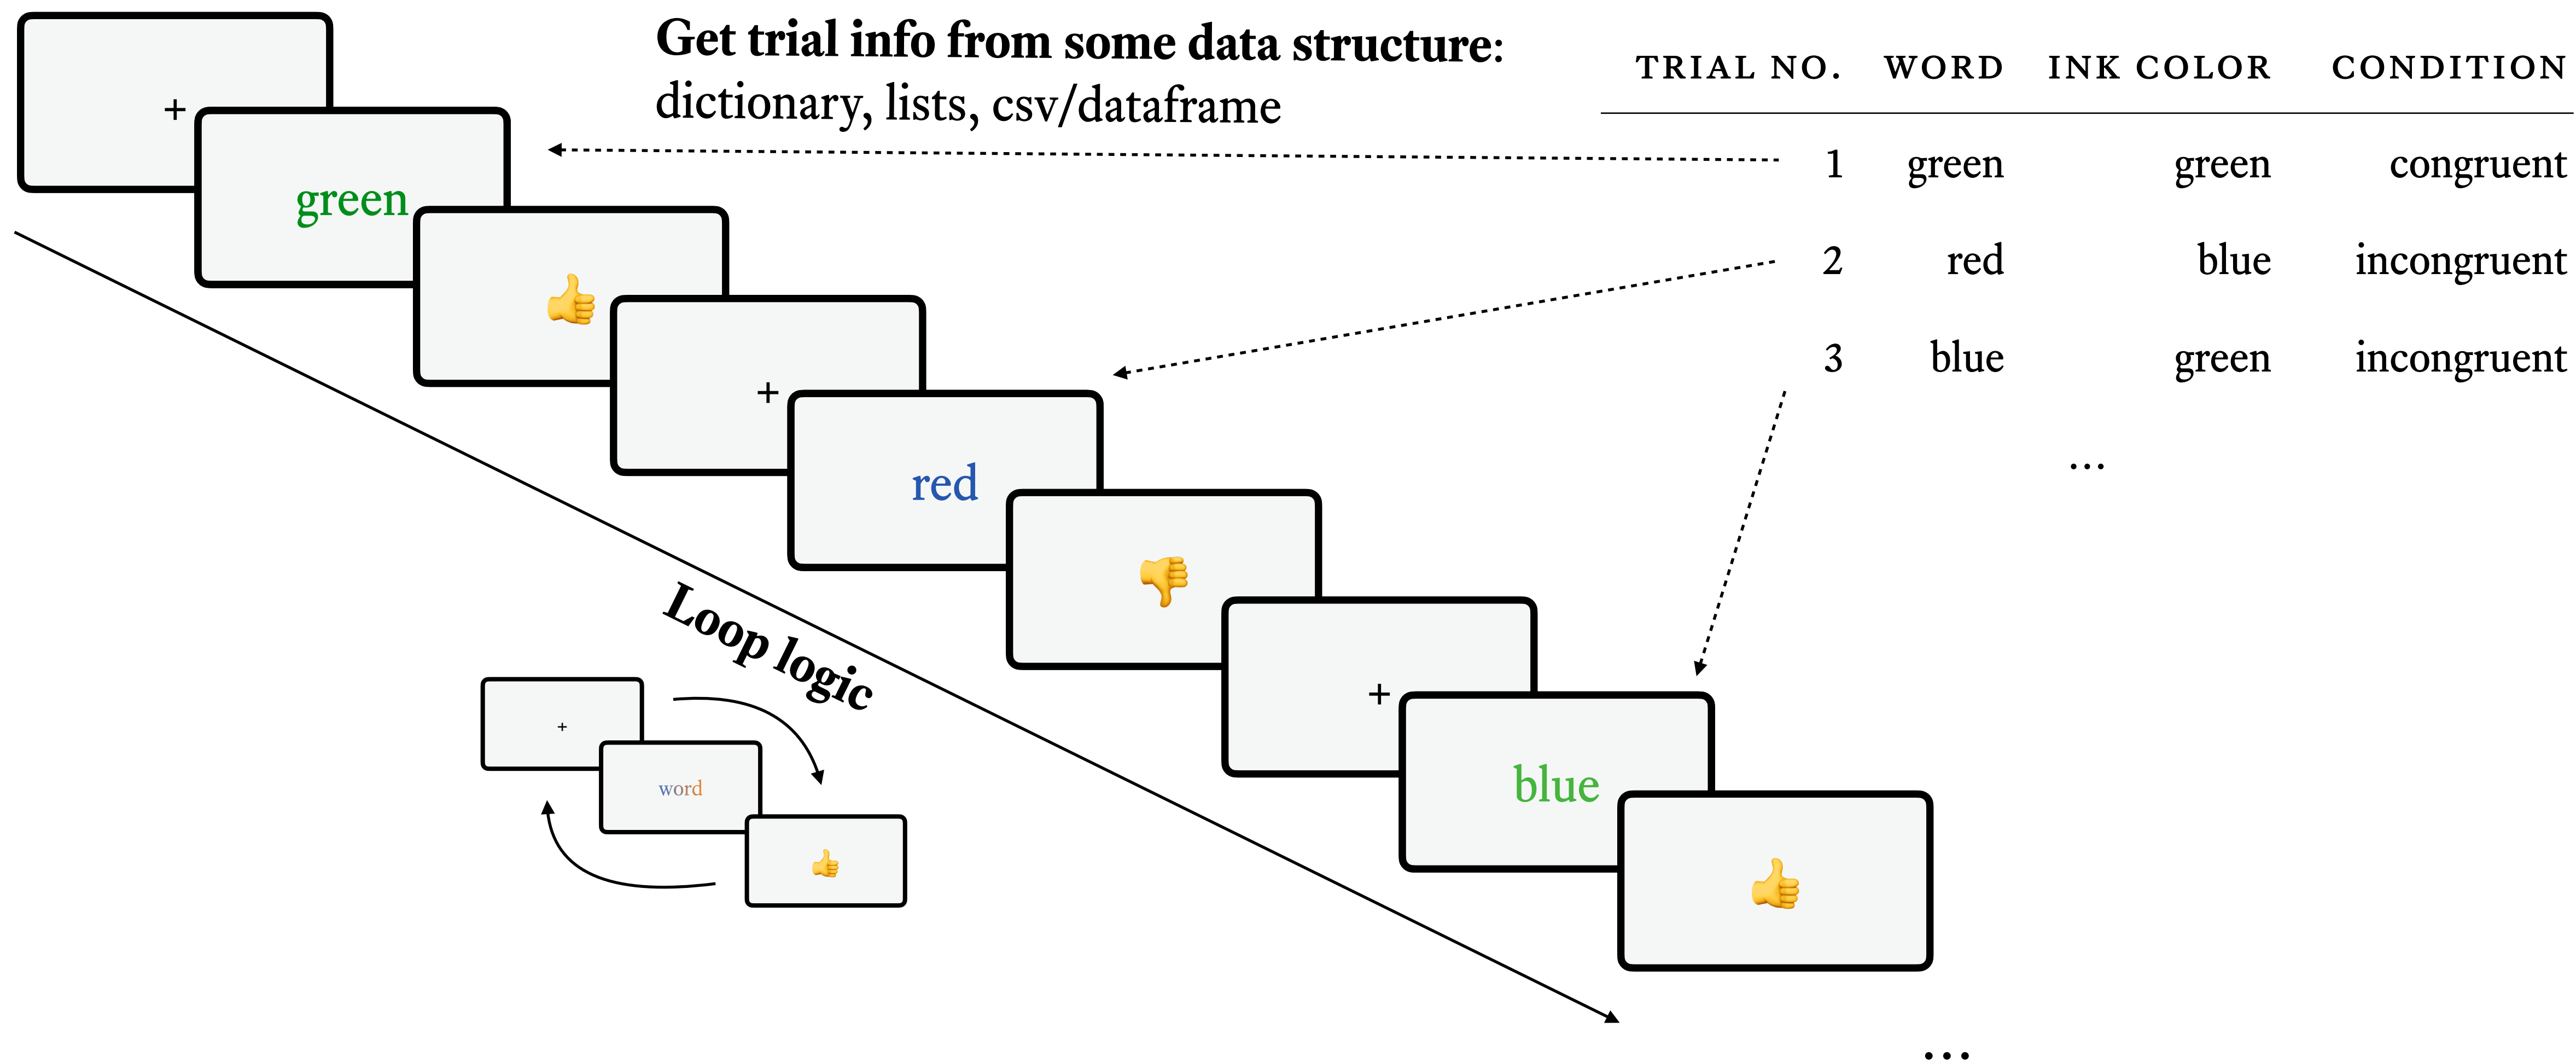 Get trial info from some data structure:
dictionary, lists, csv/dataframe
TRIAL NO. WORD INK COLOR CONDITION
1 green green congruent
2 red blue incongruent
3 blue green incongruent
...
+
green
+
red
+
blue
...
Loop logic
+
word